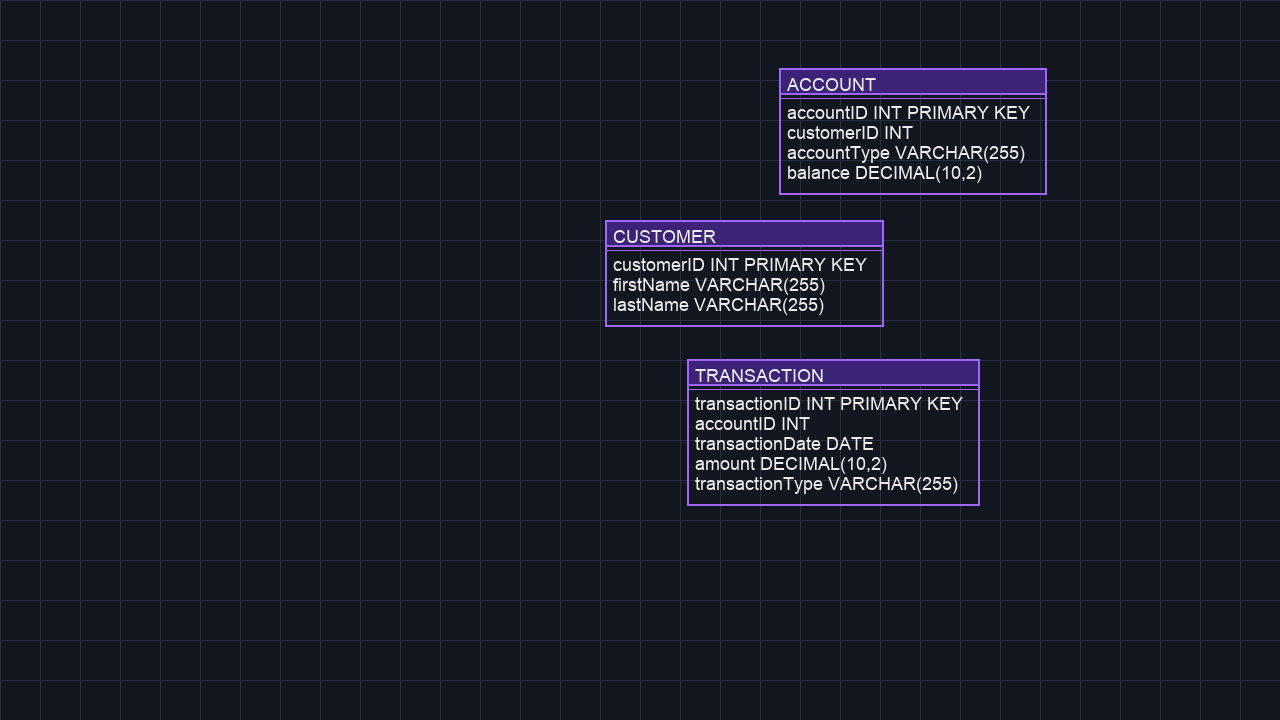 ACCOUNT
accountID INT PRIMARY KEY
customerID INT
accountType VARCHAR(255)
balance DECIMAL(10,2)
CUSTOMER
customerID INT PRIMARY KEY
firstName VARCHAR(255)
lastName VARCHAR(255)
TRANSACTION
transactionID INT PRIMARY KEY
accountID INT
transactionDate DATE
amount DECIMAL(10,2)
transactionType VARCHAR(255)